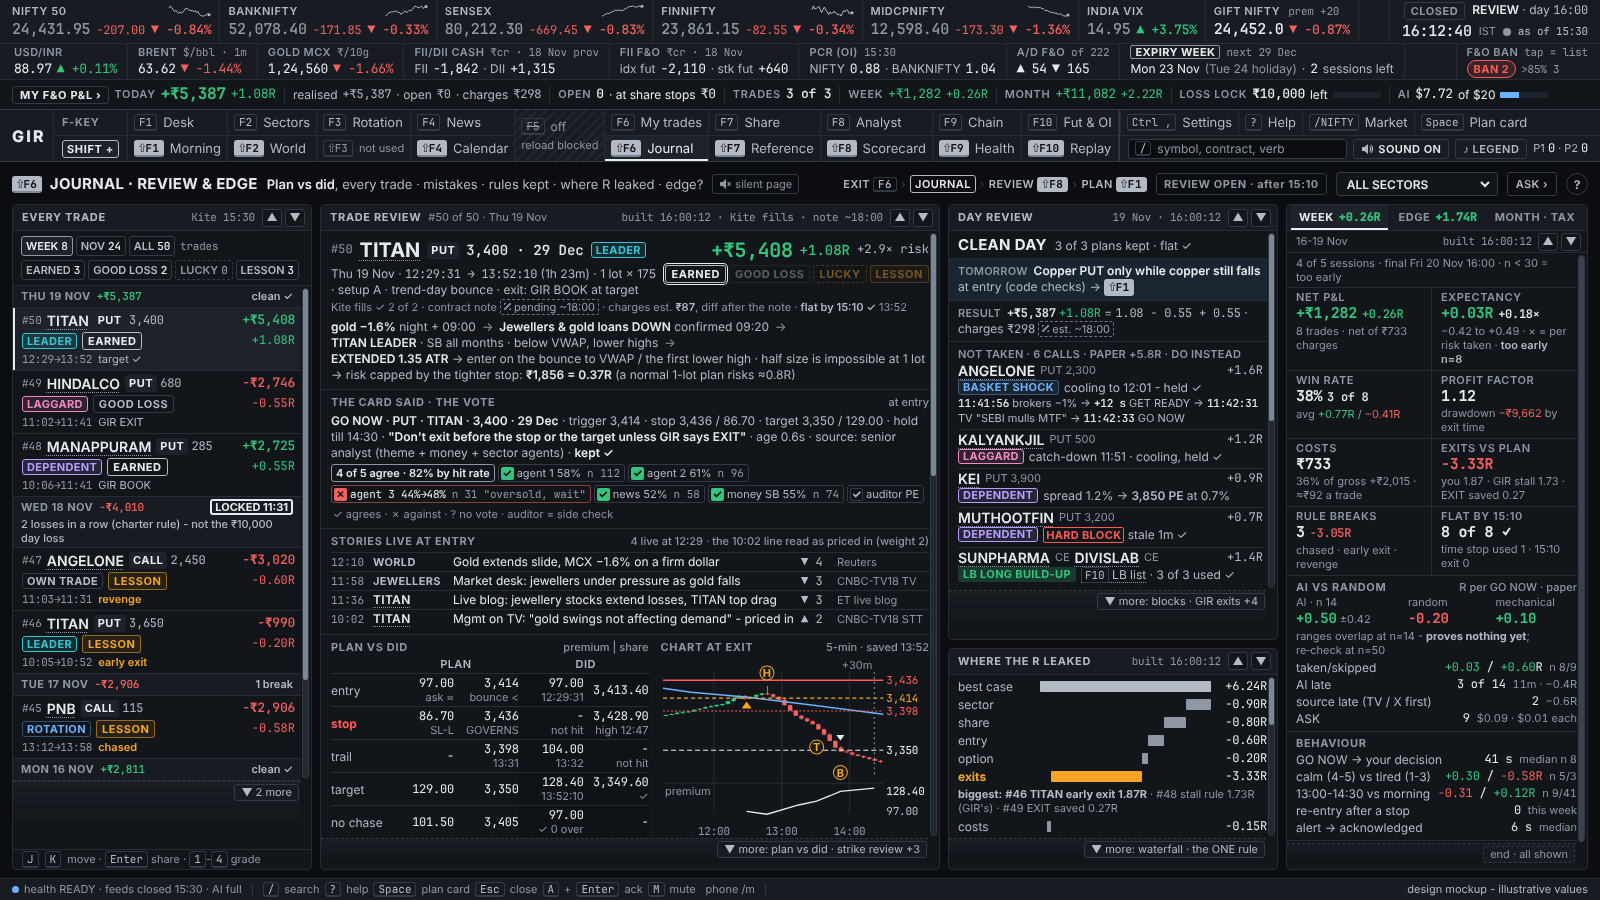 NIFTY 50
24,431.95 -207.00 ▼ -0.84%
BANKNIFTY
52,078.40 -171.85 ▼ -0.33%
SENSEX
80,212.30 -669.45 ▼ -0.83%
FINNIFTY
23,861.15 -82.55 ▼ -0.34%
MIDCPNIFTY
12,598.40 -173.30 ▼ -1.36%
INDIA VIX
14.95 ▲ +3.75%
GIFT NIFTY prem +20
24,452.0 ▼ -0.87%
CLOSED REVIEW · day 16:00
16:12:40 IST as of 15:30
USD/INR
88.97 ▲ +0.11%
BRENT $/bbl · 1m
63.62 ▼ -1.44%
GOLD MCX ₹/10g
1,24,560 ▼ -1.66%
FII/DII CASH ₹cr · 18 Nov prov
FII -1,842 · DII +1,315
FII F&O ₹cr · 18 Nov
idx fut -2,110 · stk fut +640
PCR (OI) 15:30
NIFTY 0.88 · BANKNIFTY 1.04
A/D F&O of 222
▲ 54 ▼ 165
EXPIRY WEEK next 29 Dec
Mon 23 Nov (Tue 24 holiday) · 2 sessions left
F&O BAN tap = list
BAN 2 >85% 3
MY F&O P&L › TODAY +₹5,387 +1.08R realised +₹5,387 · open ₹0 · charges ₹298 OPEN 0 · at share stops ₹0 TRADES 3 of 3 WEEK +₹1,282 +0.26R MONTH +₹11,082 +2.22R LOSS LOCK ₹10,000 left AI $7.72 of $20
GIR
F-KEY F1 Desk F2 Sectors F3 Rotation F4 News F5 off F6 My trades F7 Share F8 Analyst F9 Chain F10 Fut & OI Ctrl , Settings ? Help /NIFTY Market Space Plan card
SHIFT + ⇧F1 Morning ⇧F2 World ⇧F3 not used ⇧F4 Calendar reload blocked ⇧F6 Journal ⇧F7 Reference ⇧F8 Scorecard ⇧F9 Health ⇧F10 Replay / symbol, contract, verb SOUND ON ♪ LEGEND P1 0 · P2 0
⇧F6 JOURNAL · REVIEW & EDGE Plan vs did, every trade · mistakes · rules kept · where R leaked · edge? silent page EXIT F6 › JOURNAL › REVIEW ⇧F8 › PLAN ⇧F1 REVIEW OPEN · after 15:10 ALL SECTORS ASK › ?
EVERY TRADE Kite 15:30 ▲ ▼
WEEK 8 NOV 24 ALL 50 trades
EARNED 3 GOOD LOSS 2 LUCKY 0 LESSON 3
THU 19 NOV +₹5,387 clean ✓
#50 TITAN PUT 3,400 +₹5,408
LEADER EARNED +1.08R
12:29→13:52 target ✓
#49 HINDALCO PUT 680 -₹2,746
LAGGARD GOOD LOSS -0.55R
11:02→11:41 GIR EXIT
#48 MANAPPURAM PUT 285 +₹2,725
DEPENDENT EARNED +0.55R
10:06→11:41 GIR BOOK
WED 18 NOV -₹4,010 LOCKED 11:31
2 losses in a row (charter rule) - not the ₹10,000
day loss
#47 ANGELONE CALL 2,450 -₹3,020
OWN TRADE LESSON -0.60R
11:03→11:31 revenge
#46 TITAN PUT 3,650 -₹990
LEADER LESSON -0.20R
10:05→10:52 early exit
TUE 17 NOV -₹2,906 1 break
#45 PNB CALL 115 -₹2,906
ROTATION LESSON -0.58R
13:12→13:58 chased
MON 16 NOV +₹2,811 clean ✓
▼ 2 more
J K move · Enter share · 1 - 4 grade
TRADE REVIEW #50 of 50 · Thu 19 Nov built 16:00:12 · Kite fills · note ~18:00 ▲ ▼
#50 TITAN PUT 3,400 · 29 Dec LEADER +₹5,408 +1.08R +2.9× risk
Thu 19 Nov · 12:29:31 → 13:52:10 (1h 23m) · 1 lot × 175 EARNED GOOD LOSS LUCKY LESSON
· setup A · trend-day bounce · exit: GIR BOOK at target
Kite fills ✓ 2 of 2 · contract note pending ~18:00 · charges est. ₹87, diff after the note · flat by 15:10 ✓ 13:52
gold −1.6% night + 09:00 → Jewellers & gold loans DOWN confirmed 09:20 →
TITAN LEADER · SB all months · below VWAP, lower highs →
EXTENDED 1.35 ATR → enter on the bounce to VWAP / the first lower high · half size is impossible at 1 lot
→ risk capped by the tighter stop: ₹1,856 = 0.37R (a normal 1-lot plan risks ≈0.8R)
THE CARD SAID · THE VOTE at entry
GO NOW · PUT · TITAN · 3,400 · 29 Dec · trigger 3,414 · stop 3,436 / 86.70 · target 3,350 / 129.00 · hold
till 14:30 · "Don't exit before the stop or the target unless GIR says EXIT" · age 0.6s · source: senior
analyst (theme + money + sector agents) · kept ✓
4 of 5 agree · 82% by hit rate agent 1 58% n 112 agent 2 61% n 96
agent 3 44%→48% n 31 "oversold, wait" news 52% n 58 money SB 55% n 74 auditor PE
✓ agrees · × against · ? no vote · auditor = side check
STORIES LIVE AT ENTRY 4 live at 12:29 · the 10:02 line read as priced in (weight 2)
12:10 WORLD Gold extends slide, MCX −1.6% on a firm dollar ▼ 4 Reuters
11:58 JEWELLERS Market desk: jewellers under pressure as gold falls ▼ 3 CNBC-TV18 TV
11:36 TITAN Live blog: jewellery stocks extend losses, TITAN top drag ▼ 3 ET live blog
10:02 TITAN Mgmt on TV: "gold swings not affecting demand" - priced in ▲ 2 CNBC-TV18 STT
PLAN VS DID premium | share
PLAN DID
entry 97.00 3,414 97.00 3,413.40
ask ≈ bounce < 12:29:31
stop 86.70 3,436 - 3,428.90
SL-L GOVERNS not hit high 12:47
trail - 3,398 104.00 -
13:31 13:32 not hit
target 129.00 3,350 128.40 3,349.60
13:52:10 ✓
no chase 101.50 3,405 97.00 -
✓ 0 over
CHART AT EXIT 5-min · saved 13:52
+30m
H
3,436
3,414
3,398
T
3,350
B
premium 128.40
97.00
12:00 13:00 14:00
▼ more: plan vs did · strike review +3
DAY REVIEW 19 Nov · 16:00:12 ▲ ▼
CLEAN DAY 3 of 3 plans kept · flat ✓
TOMORROW Copper PUT only while copper still falls
at entry (code checks) → ⇧F1
RESULT +₹5,387 +1.08R = 1.08 - 0.55 + 0.55 ·
charges ₹298 est. ~18:00
NOT TAKEN · 6 CALLS · PAPER +5.8R · DO INSTEAD
ANGELONE PUT 2,300 +1.6R
BASKET SHOCK cooling to 12:01 - held ✓
11:41:56 brokers −1% → +12 s GET READY → 11:42:31
TV "SEBI mulls MTF" → 11:42:33 GO NOW
KALYANKJIL PUT 500 +1.2R
LAGGARD catch-down 11:51 · cooling, held ✓
KEI PUT 3,900 +0.9R
DEPENDENT spread 1.2% → 3,850 PE at 0.7%
MUTHOOTFIN PUT 3,200 +0.7R
DEPENDENT HARD BLOCK stale 1m ✓
SUNPHARMA CE DIVISLAB CE +1.4R
LB LONG BUILD-UP F10 LB list · 3 of 3 used ✓
▼ more: blocks · GIR exits +4
WHERE THE R LEAKED built 16:00:12 ▲ ▼
best case +6.24R
sector -0.90R
share -0.80R
entry -0.60R
option -0.20R
exits -3.33R
biggest: #46 TITAN early exit 1.87R · #48 stall rule 1.73R
(GIR's) · #49 EXIT saved 0.27R
costs -0.15R
▼ more: waterfall · the ONE rule
WEEK +0.26R EDGE +1.74R MONTH · TAX
16-19 Nov built 16:00:12 ▲ ▼
4 of 5 sessions · final Fri 20 Nov 16:00 · n < 30 =
too early
NET P&L
+₹1,282 +0.26R
8 trades · net of ₹733
charges
EXPECTANCY
+0.03R +0.18×
−0.42 to +0.49 · × = per
risk taken · too early
n=8
WIN RATE
38% 3 of 8
avg +0.77R / −0.41R
PROFIT FACTOR
1.12
drawdown −₹9,662 by
exit time
COSTS
₹733
36% of gross +₹2,015 ·
≈₹92 a trade
EXITS VS PLAN
-3.33R
you 1.87 · GIR stall 1.73 ·
EXIT saved 0.27
RULE BREAKS
3 -3.05R
chased · early exit ·
revenge
FLAT BY 15:10
8 of 8 ✓
time stop used 1 · 15:10
exit 0
AI VS RANDOM R per GO NOW · paper
AI · n 14 random mechanical
+0.50 ±0.42 -0.20 +0.10
ranges overlap at n=14 - proves nothing yet;
re-check at n=50
taken/skipped +0.03 / +0.60R n 8/9
AI late 3 of 14 11m · −0.4R
source late (TV / X first) 2 −0.6R
ASK 9 $0.09 · $0.01 each
BEHAVIOUR
GO NOW → your decision 41 s median n 8
calm (4-5) vs tired (1-3) +0.30 / -0.58R n 5/3
13:00-14:30 vs morning -0.31 / +0.12R n 9/41
re-entry after a stop 0 this week
alert → acknowledged 6 s median
end · all shown
health READY · feeds closed 15:30 · AI full / search ? help Space plan card Esc close A + Enter ack M mute phone /m design mockup - illustrative values